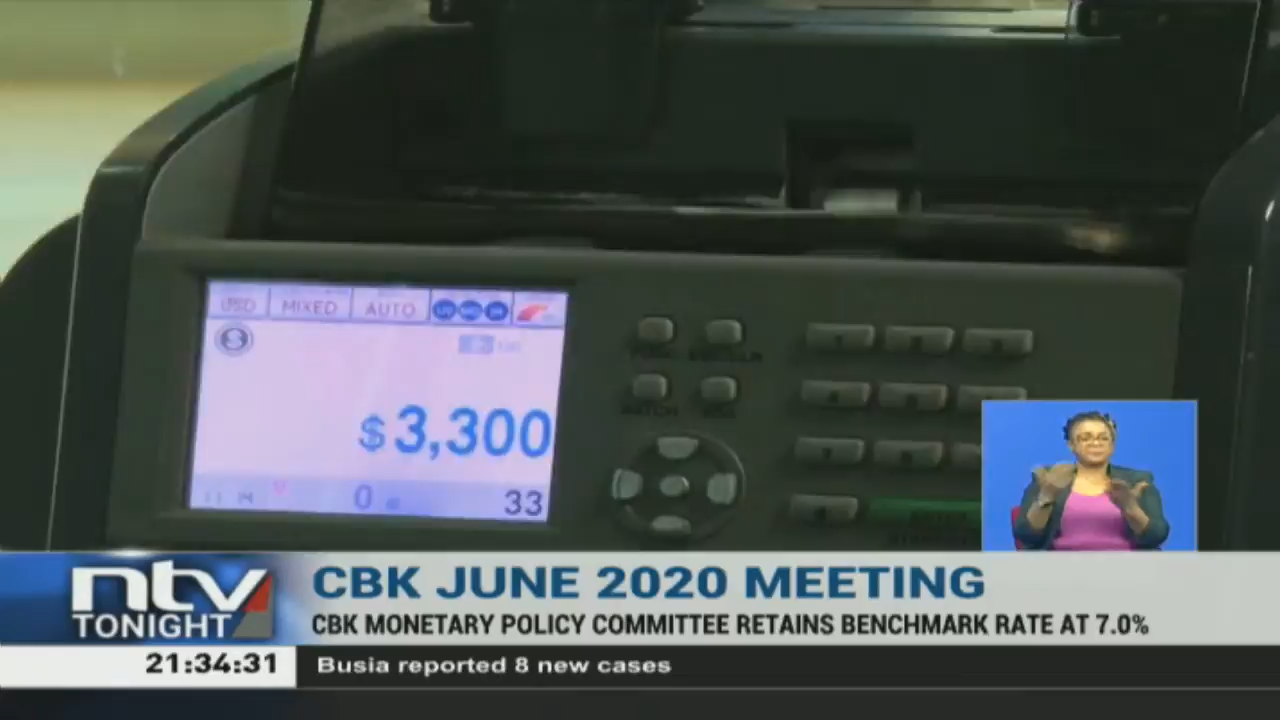 USD MIXED AUTO
$3,300
0
33
ntv
TONIGHT
CBK JUNE 2020 MEETING
CBK MONETARY POLICY COMMITTEE RETAINS BENCHMARK RATE AT 7.0%
21:34:31
Busia reported 8 new cases